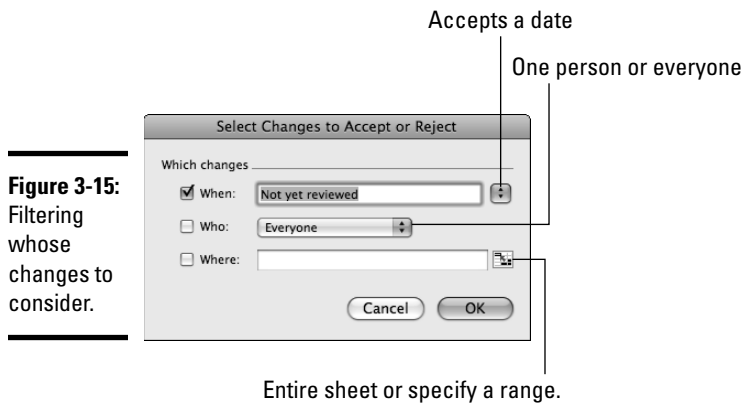 Accepts a date
One person or everyone
Select Changes to Accept or Reject
Which changes
When: Not yet reviewed
Who: Everyone
Where:
Cancel OK
Figure 3-15:
Filtering
whose
changes to
consider.
Entire sheet or specify a range.